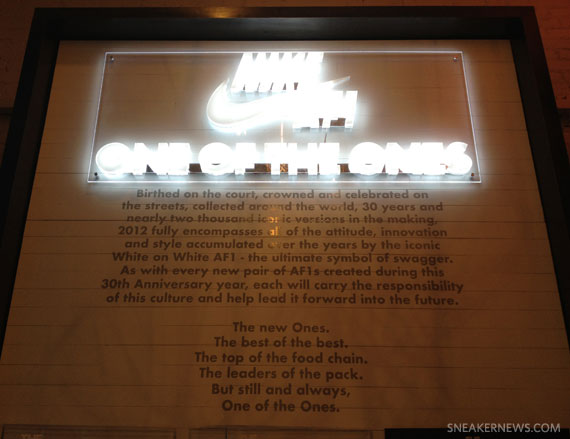 ONE OF THE ONES
Birthed on the court, crowned and celebrated on
the streets, collected around the world, 30 years and
nearly two thousand iconic versions in the making,
2012 fully encompasses all of the attitude, innovation
and style accumulated over the years by the iconic
White on White AF1 - the ultimate symbol of swagger.
As with every new pair of AF1s created during this
30th Anniversary year, each will carry the responsibility
of this culture and help lead it forward into the future.
The new Ones.
The best of the best.
The top of the food chain.
The leaders of the pack.
But still and always,
One of the Ones.
SNEAKERNEWS.COM